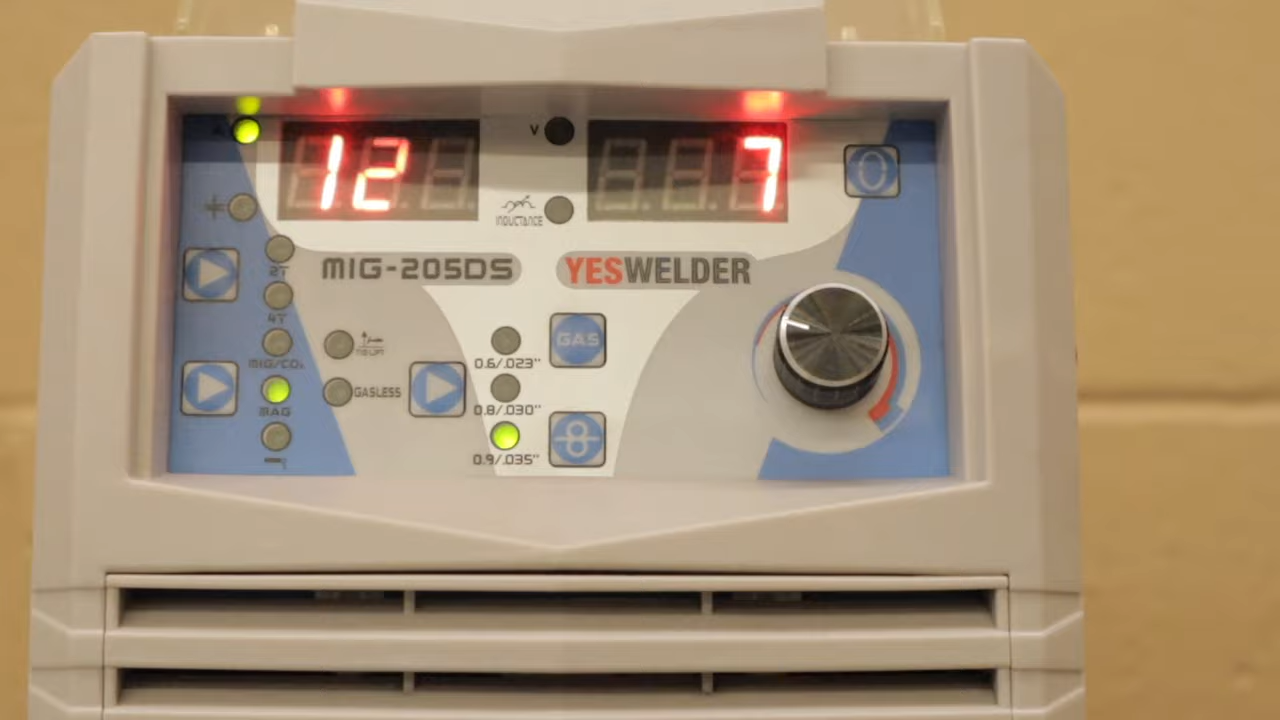 12
V
7
INDUCTANCE
2T
MIG-205DS
YESWELDER
4T
GAS
MIG/CO₂
0.6/.023"
GASLESS
MAG
0.8/.030"
0.9/.035"